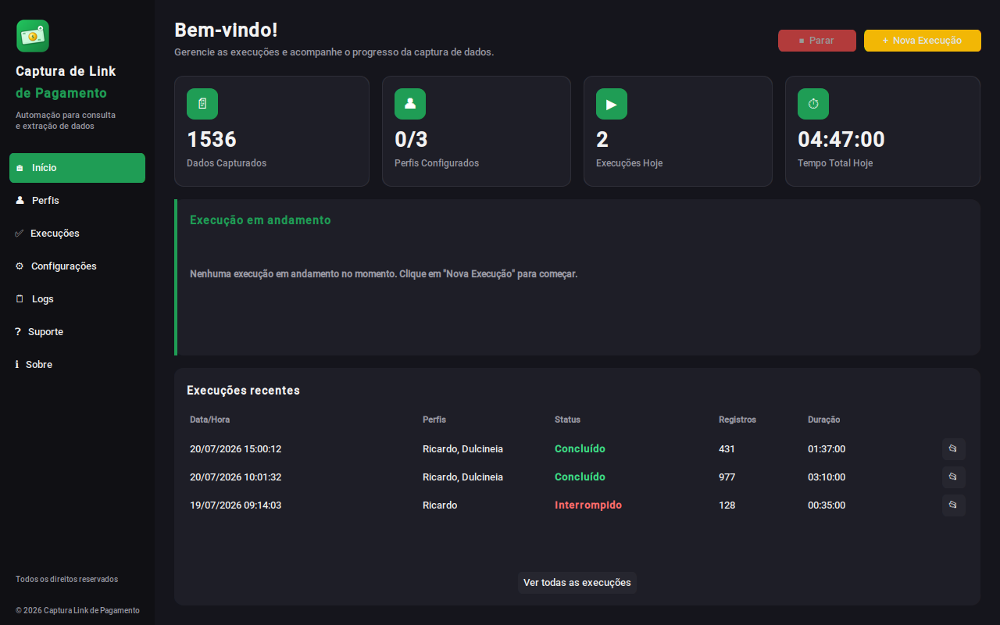 Captura de Link
de Pagamento
Automação para consulta
e extração de dados
Início
Perfis
Execuções
Configurações
Logs
? Suporte
i Sobre
Todos os direitos reservados
© 2026 Captura Link de Pagamento
Bem-vindo!
Gerencie as execuções e acompanhe o progresso da captura de dados.
Parar
+ Nova Execução
1536
Dados Capturados
0/3
Perfis Configurados
2
Execuções Hoje
04:47:00
Tempo Total Hoje
Execução em andamento
Nenhuma execução em andamento no momento. Clique em "Nova Execução" para começar.
Execuções recentes
Data/Hora Perfis Status Registros Duração
20/07/2026 15:00:12 Ricardo, Dulcineia Concluído 431 01:37:00
20/07/2026 10:01:32 Ricardo, Dulcineia Concluído 977 03:10:00
19/07/2026 09:14:03 Ricardo Interrompido 128 00:35:00
Ver todas as execuções